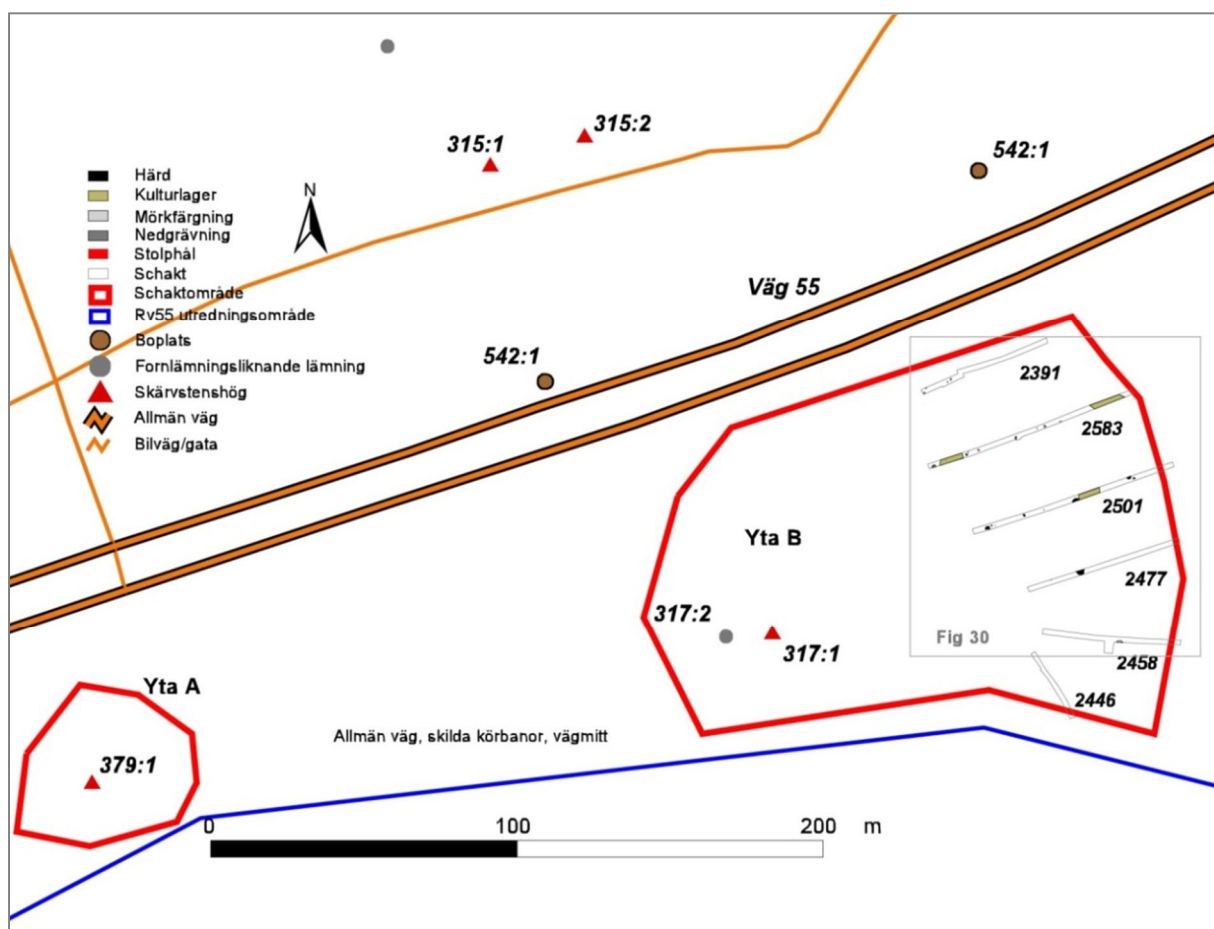 315:1
315:2
542:1
Härd
Kulturlager
Mörkfärgning
Nedgrävning
Stolphål
Schakt
Schaktområde
Rv55 utredningsområde
Boplats
Fornlämningsliknande lämning
Skärvstenshög
Allmän väg
Bilväg/gata
N
Väg 55
542:1
2391
2583
2501
Yta B
2477
317:2
317:1
Fig 30
2458
2446
Yta A
379:1
Allmän väg, skilda körbanor, vägmitt
0 100 200 m